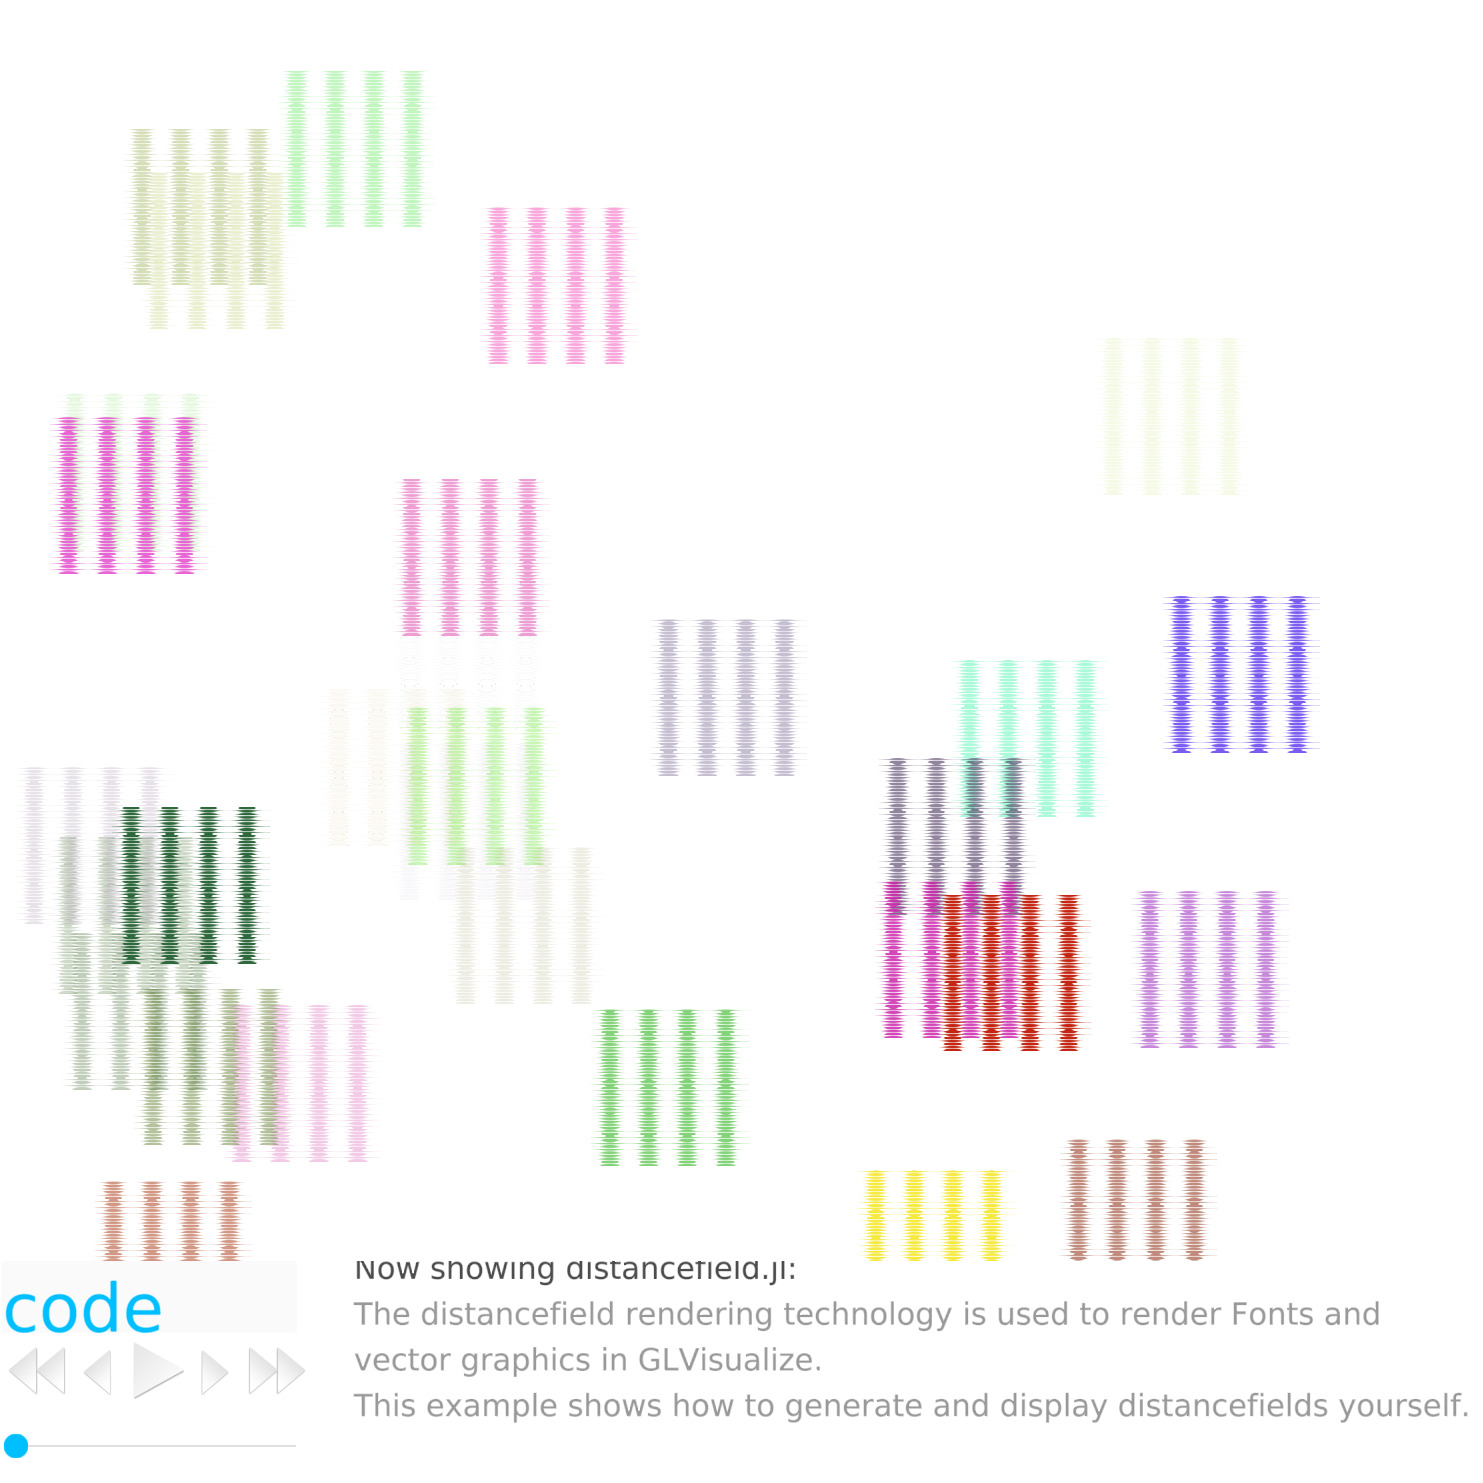 Now showing distancefield.jl:
code
The distancefield rendering technology is used to render Fonts and
vector graphics in GLVisualize.
This example shows how to generate and display distancefields yourself.